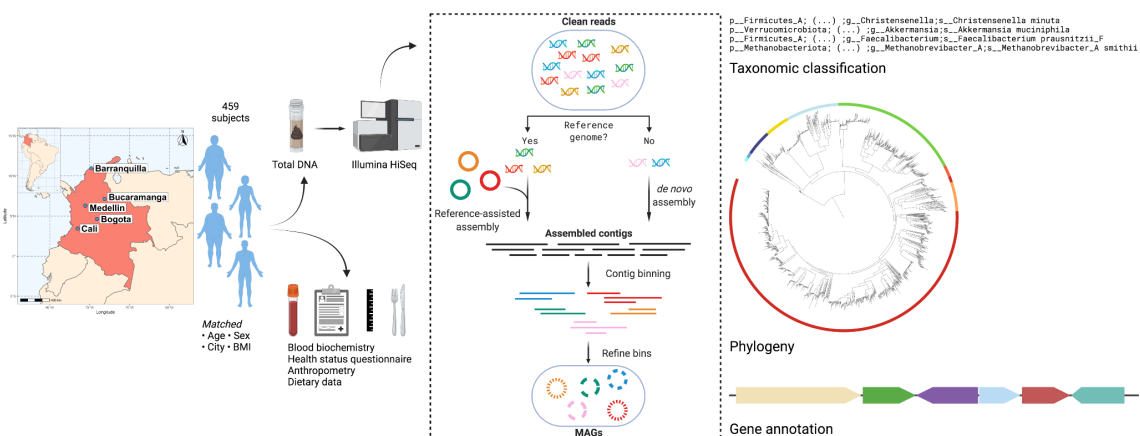 459
subjects
Barranquilla
Bucaramanga
Medellin
Bogota
Cali
N
Latitude
Longitude
Matched
• Age • Sex
• City • BMI
Total DNA
Illumina HiSeq
Blood biochemistry
Health status questionnaire
Anthropometry
Dietary data
Clean reads
Reference
genome?
Yes
No
Reference-assisted
assembly
de novo
assembly
Assembled contigs
Contig binning
Refine bins
MAGs
p__Firmicutes_A; (...) ;g__Christensenella;s__Christensenella minuta
p__Verrucomicrobiota; (...) ;g__Akkermansia;s__Akkermansia muciniphila
p__Firmicutes_A; (...) ;g__Faecalibacterium;s__Faecalibacterium prausnitzii_F
p__Methanobacteriota; (...) ;g__Methanobrevibacter_A;s__Methanobrevibacter_A smithii
Taxonomic classification
Phylogeny
Gene annotation